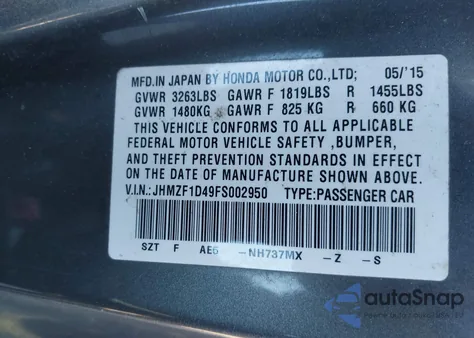 MFD.IN JAPAN BY HONDA MOTOR CO.,LTD; 05/'15
GVWR 3263LBS GAWR F 1819LBS R 1455LBS
GVWR 1480KG GAWR F 825 KG R 660 KG
THIS VEHICLE CONFORMS TO ALL APPLICABLE
FEDERAL MOTOR VEHICLE SAFETY ,BUMPER,
AND THEFT PREVENTION STANDARDS IN EFFECT
ON THE DATE OF MANUFACTURE SHOWN ABOVE.
V.I.N.: JHMZF1D49FS002950 TYPE:PASSENGER CAR
SZT F AE6 -NH737MX -Z -S
autoSnap